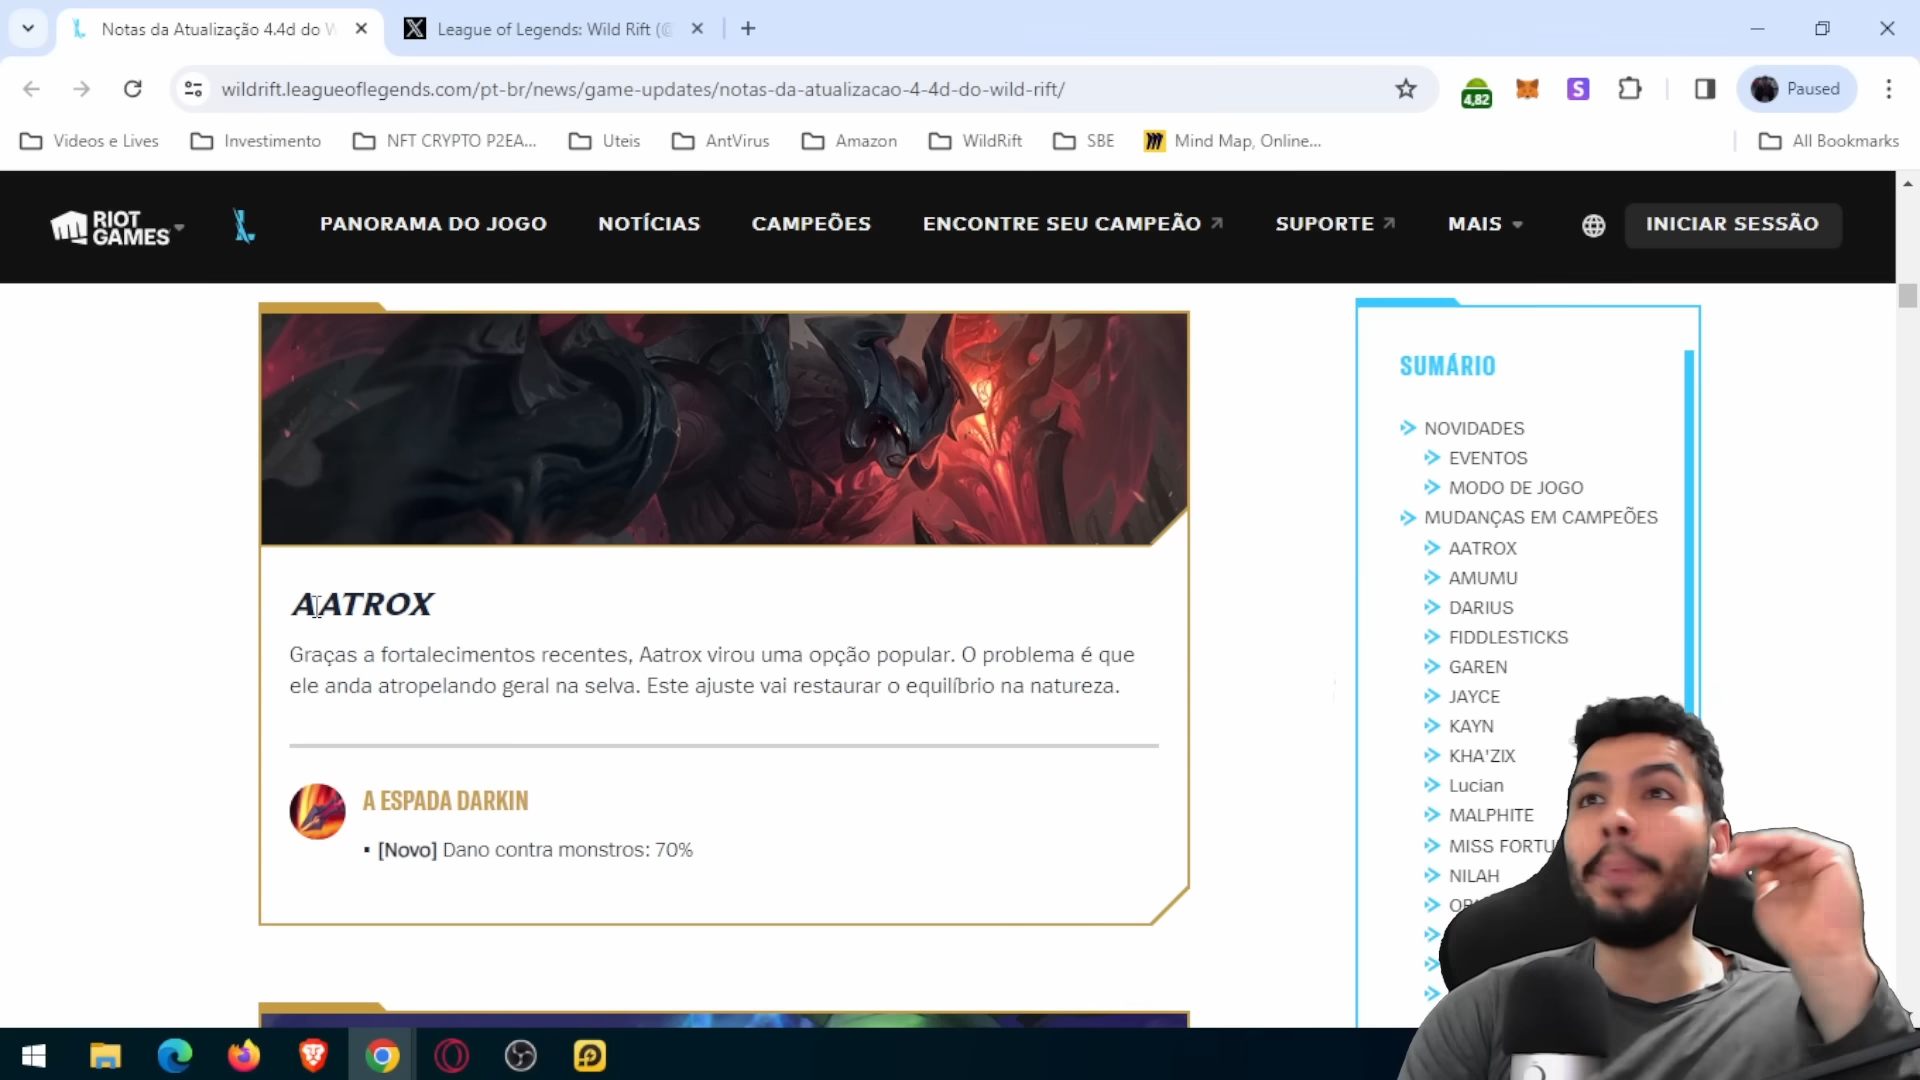 Notas da Atualização 4.4d do W
League of Legends: Wild Rift (@
wildrift.leagueoflegends.com/pt-br/news/game-updates/notas-da-atualizacao-4-4d-do-wild-rift/
4,82
S
Paused
Videos e Lives
Investimento
NFT CRYPTO P2EA...
Uteis
AntVirus
Amazon
WildRift
SBE
Mind Map, Online...
All Bookmarks
RIOT GAMES
PANORAMA DO JOGO
NOTÍCIAS
CAMPEÕES
ENCONTRE SEU CAMPEÃO
SUPORTE
MAIS
INICIAR SESSÃO
AATROX
Graças a fortalecimentos recentes, Aatrox virou uma opção popular. O problema é que
ele anda atropelando geral na selva. Este ajuste vai restaurar o equilíbrio na natureza.
A ESPADA DARKIN
▪ [Novo] Dano contra monstros: 70%
SUMÁRIO
NOVIDADES
EVENTOS
MODO DE JOGO
MUDANÇAS EM CAMPEÕES
AATROX
AMUMU
DARIUS
FIDDLESTICKS
GAREN
JAYCE
KAYN
KHA'ZIX
Lucian
MALPHITE
MISS FORTU
NILAH